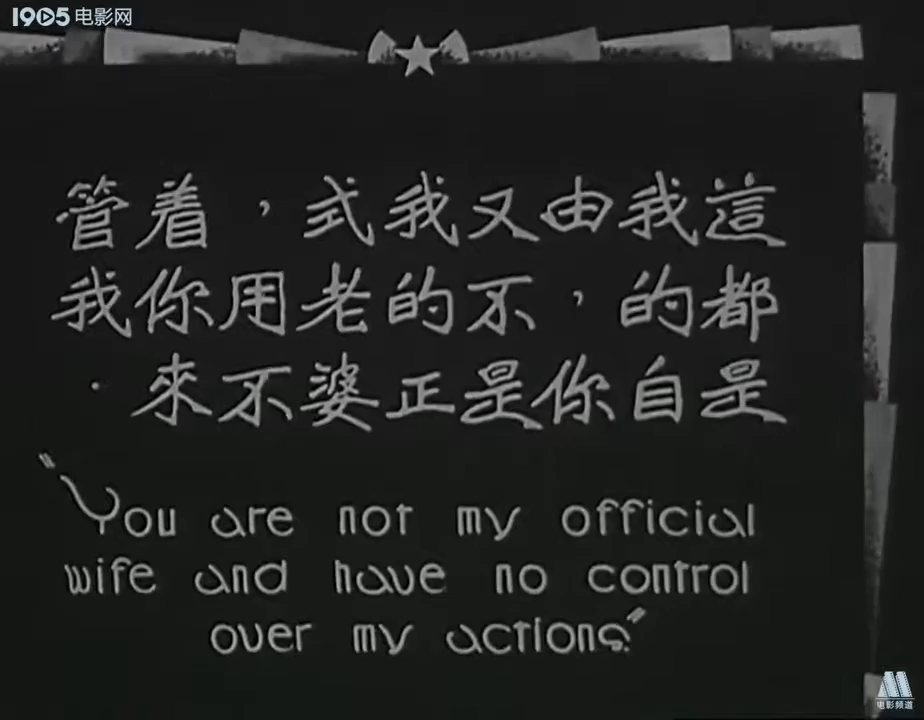 1905电影网
這都是
我的自
由，你
又不是
我的正
式老婆
，用不
着你來
管我．
"You are not my official
wife and have no control
over my actions."
电影频道